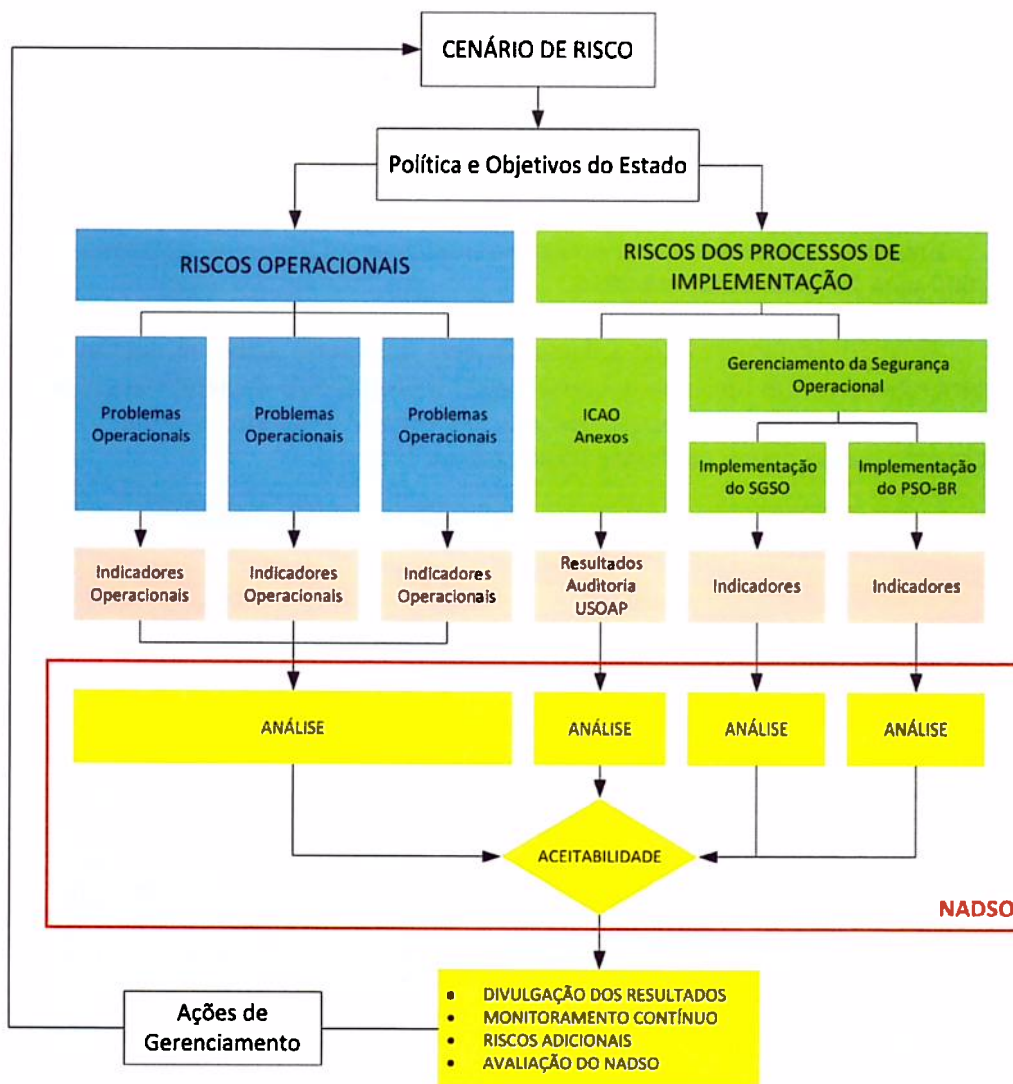 CENÁRIO DE RISCO
Política e Objetivos do Estado
RISCOS OPERACIONAIS
RISCOS DOS PROCESSOS DE
IMPLEMENTAÇÃO
Problemas
Operacionais
Problemas
Operacionais
Problemas
Operacionais
ICAO
Anexos
Gerenciamento da Segurança
Operacional
Implementação
do SGSO
Implementação
do PSO-BR
Indicadores
Operacionais
Indicadores
Operacionais
Indicadores
Operacionais
Resultados
Auditoria
USOAP
Indicadores
Indicadores
ANÁLISE
ANÁLISE
ANÁLISE
ANÁLISE
ACEITABILIDADE
NADSO
Ações de
Gerenciamento
• DIVULGAÇÃO DOS RESULTADOS
• MONITORAMENTO CONTÍNUO
• RISCOS ADICIONAIS
• AVALIAÇÃO DO NADSO